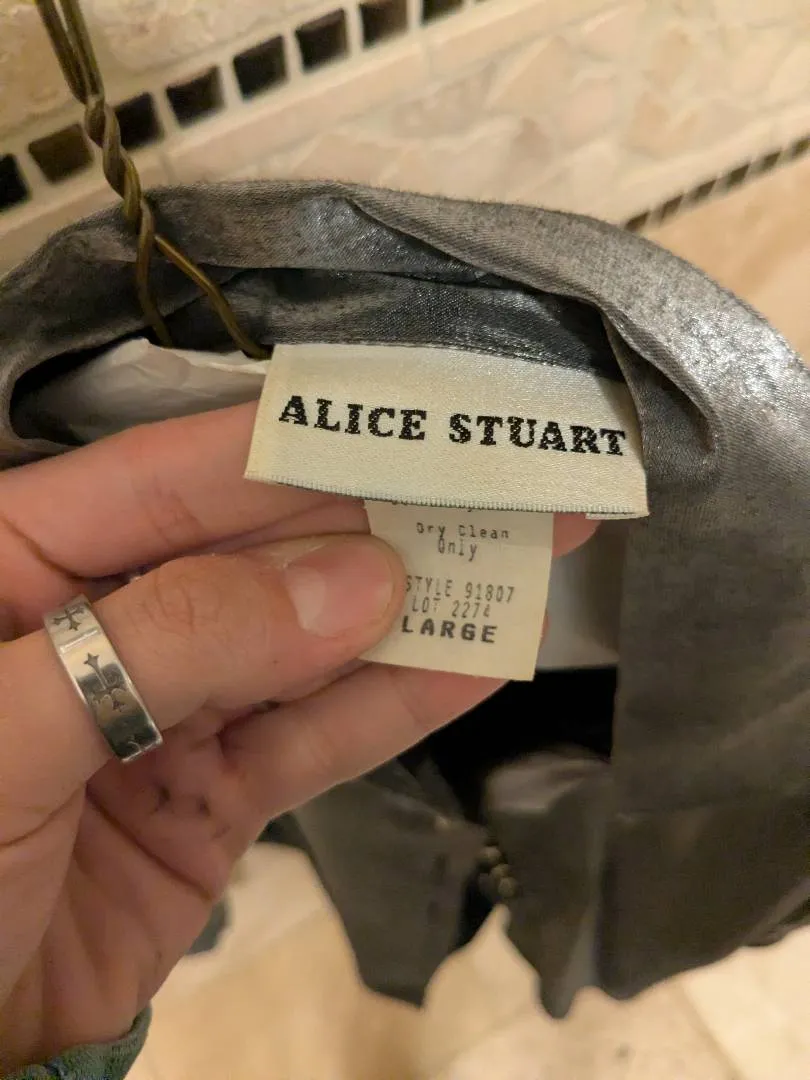 ALICE STUART
Dry Clean
Only
STYLE 91807
LOT 2274
LARGE